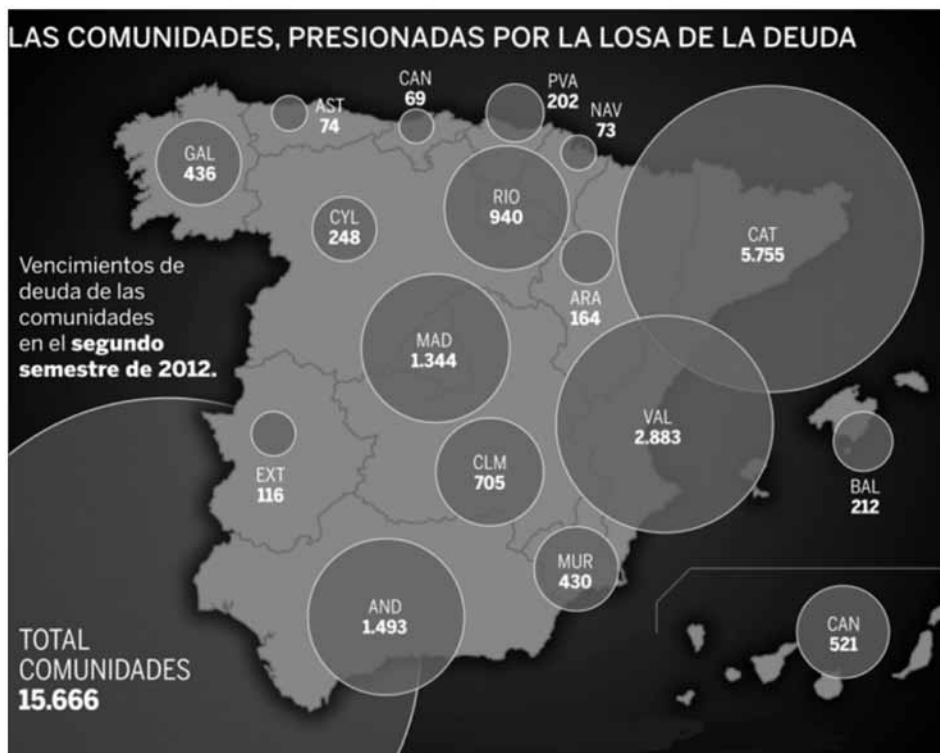 LAS COMUNIDADES, PRESIONADAS POR LA LOSA DE LA DEUDA
CAN
69
PVA
202
AST
74
NAV
73
GAL
436
RIO
940
CYL
248
CAT
5.755
Vencimientos de
deuda de las
comunidades
en el segundo
semestre de 2012.
ARA
164
MAD
1.344
VAL
2.883
EXT
116
CLM
705
BAL
212
MUR
430
AND
1.493
CAN
521
TOTAL
COMUNIDADES
15.666